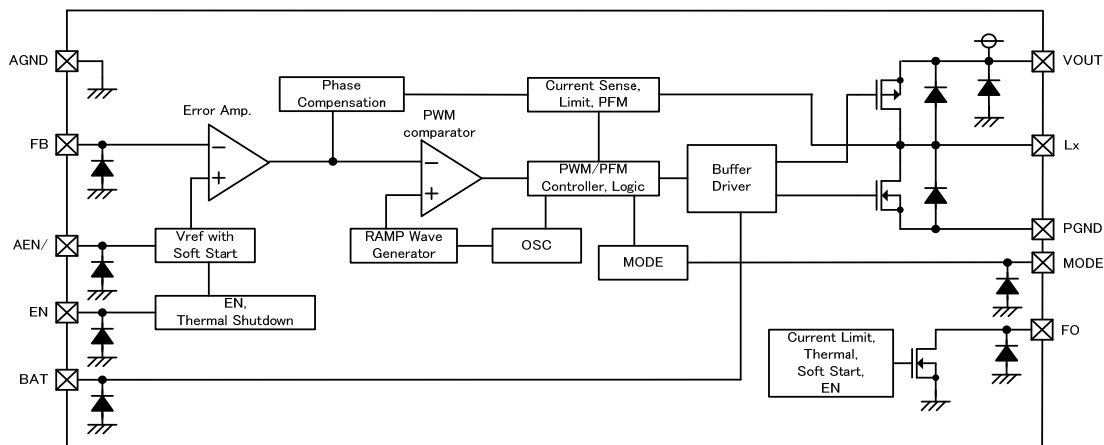 AGND
FB
AEN/
EN
BAT
Error Amp.
−
+
Vref with
Soft Start
EN,
Thermal Shutdown
Phase
Compensation
PWM
comparator
−
+
RAMP Wave
Generator
OSC
Current Sense,
Limit, PFM
PWM/PFM
Controller, Logic
MODE
Buffer
Driver
Current Limit,
Thermal,
Soft Start,
EN
VOUT
Lx
PGND
MODE
FO